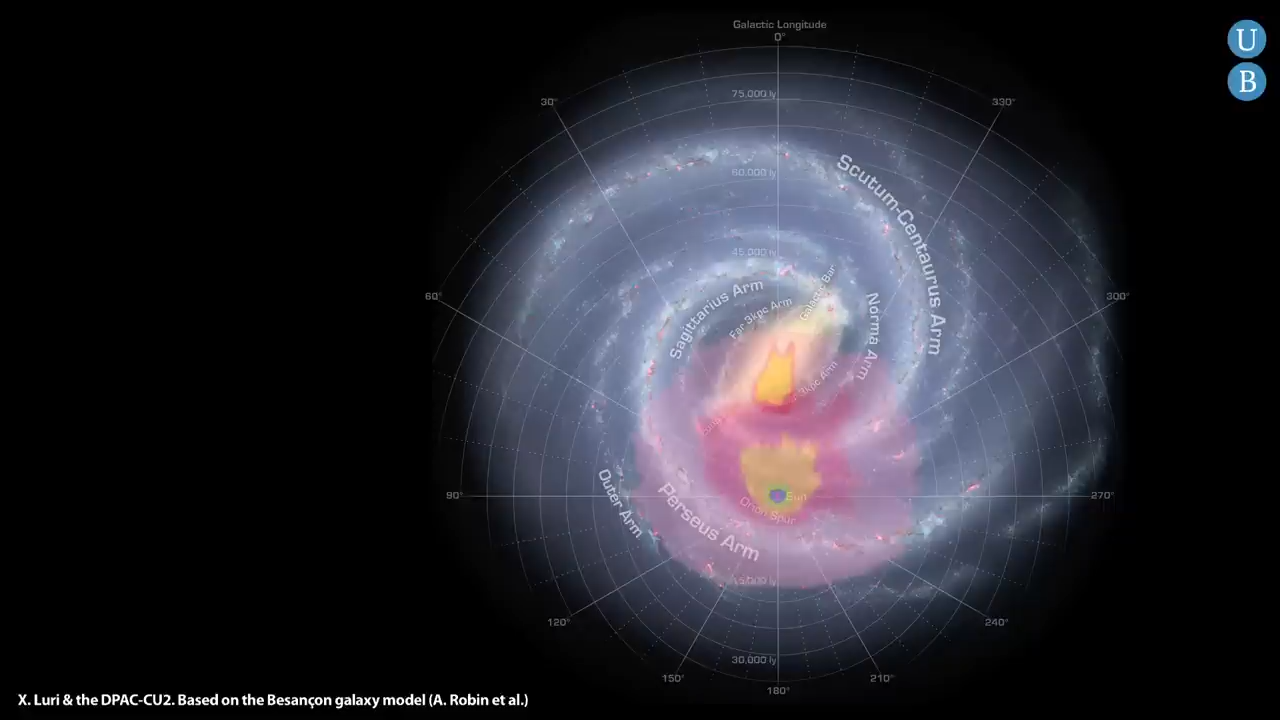 Galactic Longitude
0°
U
B
30°
330°
75,000 ly
60,000 ly
Scutum-Centaurus Arm
45,000 ly
Sagittarius Arm
Far 3kpc Arm
Galactic Bar
Norma Arm
60°
300°
3kpc Arm
90°
Sun
270°
Orion Spur
Outer Arm
Perseus Arm
15,000 ly
120°
240°
30,000 ly
150°
210°
180°
X. Luri & the DPAC-CU2. Based on the Besançon galaxy model (A. Robin et al.)